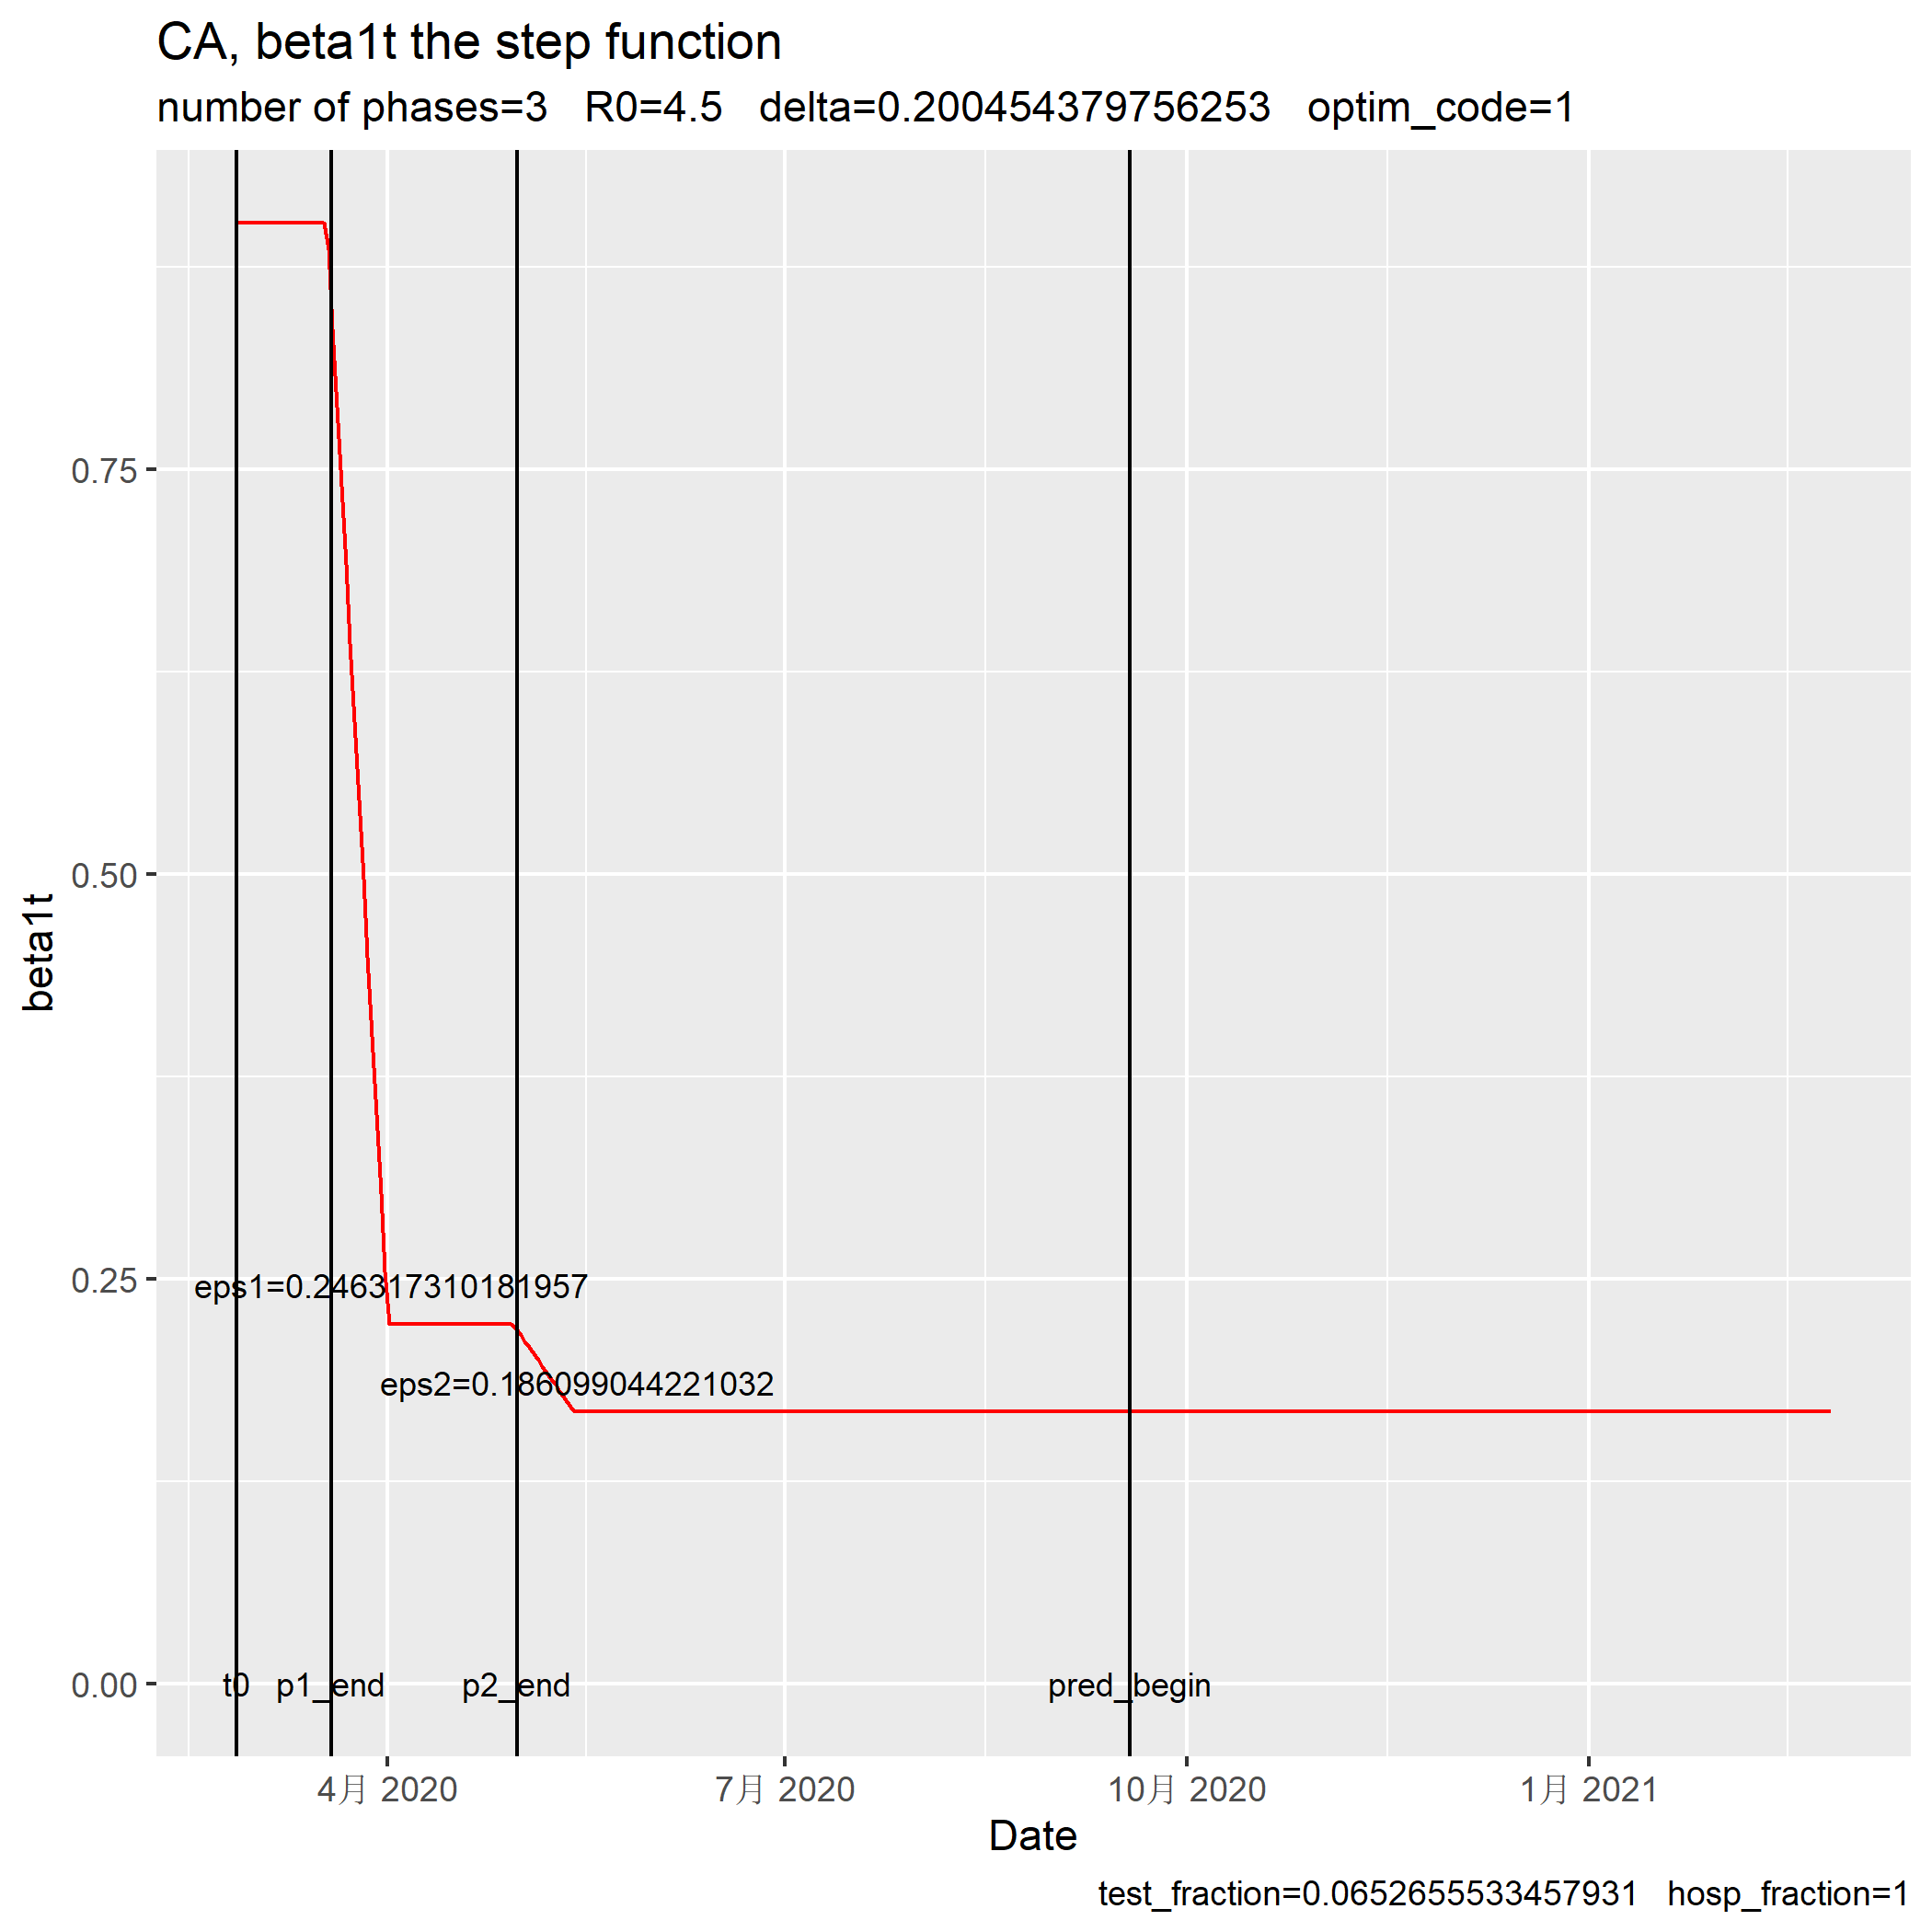 CA, beta1t the step function
number of phases=3   R0=4.5   delta=0.200454379756253   optim_code=1
0.75
0.50
0.25
0.00
beta1t
eps1=0.246317310181957
eps2=0.186099044221032
t0
p1_end
p2_end
pred_begin
4月 2020
7月 2020
10月 2020
1月 2021
Date
test_fraction=0.0652655533457931   hosp_fraction=1